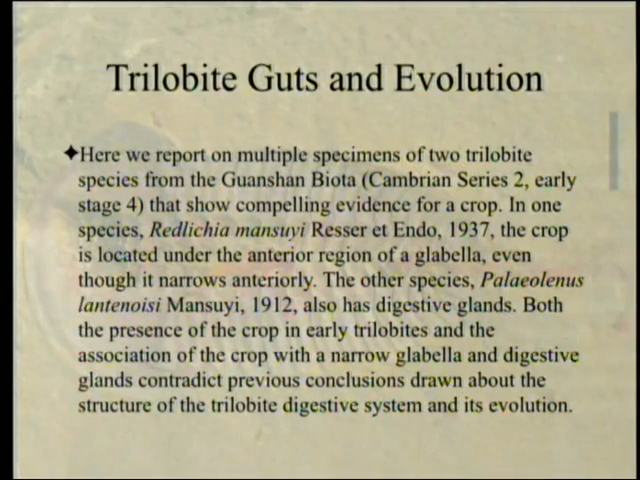 Trilobite Guts and Evolution
✦Here we report on multiple specimens of two trilobite
species from the Guanshan Biota (Cambrian Series 2, early
stage 4) that show compelling evidence for a crop. In one
species, Redlichia mansuyi Resser et Endo, 1937, the crop
is located under the anterior region of a glabella, even
though it narrows anteriorly. The other species, Palaeolenus
lantenoisi Mansuyi, 1912, also has digestive glands. Both
the presence of the crop in early trilobites and the
association of the crop with a narrow glabella and digestive
glands contradict previous conclusions drawn about the
structure of the trilobite digestive system and its evolution.